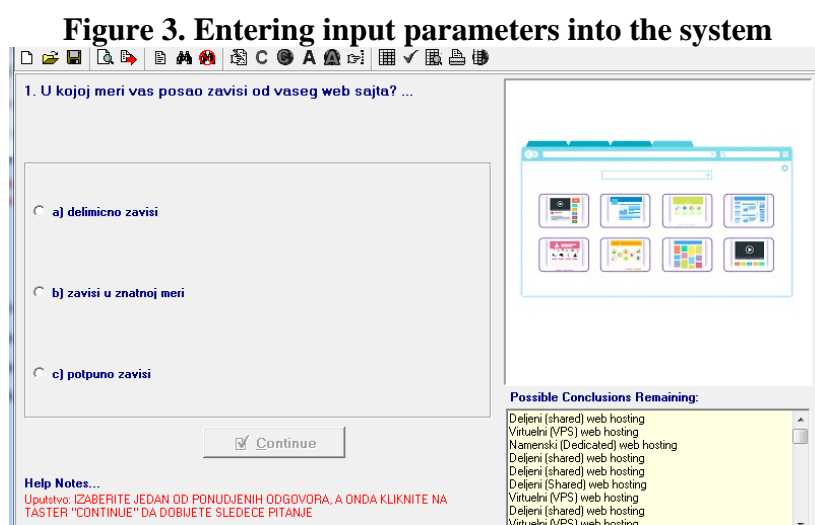 Figure 3. Entering input parameters into the system
1. U kojoj meri vas posao zavisi od vaseg web sajta? ...
a) delimicno zavisi
b) zavisi u znatnoj meri
c) potpuno zavisi
Continue
Help Notes...
Uputstvo: IZABERITE JEDAN OD PONUDJENIH ODGOVORA, A ONDA KLIKNITE NA
TASTER "CONTINUE" DA DOBIJETE SLEDECE PITANJE
Possible Conclusions Remaining:
Deljeni (shared) web hosting
Virtuelni (VPS) web hosting
Namenski (Dedicated) web hosting
Deljeni (shared) web hosting
Deljeni (shared) web hosting
Deljeni (Shared) web hosting
Virtuelni (VPS) web hosting
Deljeni (shared) web hosting
Virtuelni (VPS) web hosting